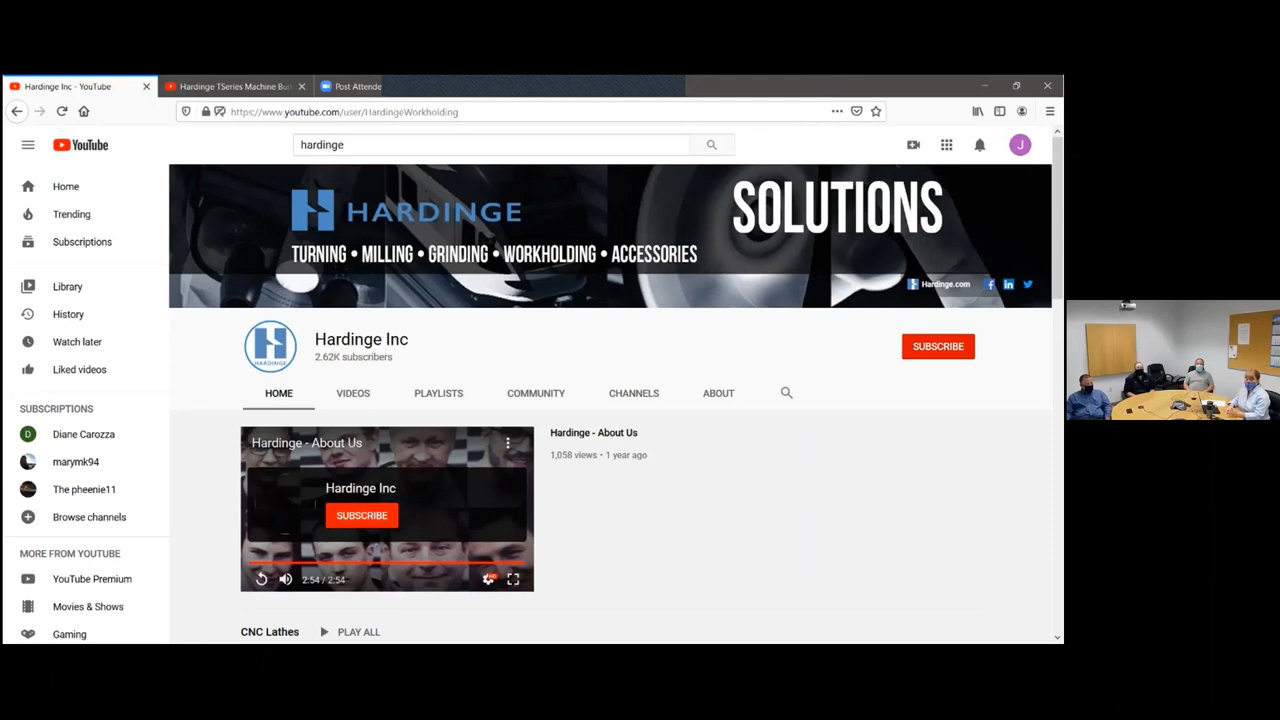 Hardinge Inc - YouTube
Hardinge TSeries Machine Bui
Post Attende
https://www.youtube.com/user/HardingeWorkholding
YouTube
hardinge
J
Home
Trending
Subscriptions
Library
History
Watch later
Liked videos
SUBSCRIPTIONS
D
Diane Carozza
marymk94
The pheenie11
Browse channels
MORE FROM YOUTUBE
YouTube Premium
Movies & Shows
Gaming
HARDINGE
SOLUTIONS
TURNING • MILLING • GRINDING • WORKHOLDING • ACCESSORIES
Hardinge.com
HARDINGE
Hardinge Inc
2.62K subscribers
SUBSCRIBE
HOME
VIDEOS
PLAYLISTS
COMMUNITY
CHANNELS
ABOUT
Hardinge - About Us
Hardinge Inc
SUBSCRIBE
2:54 / 2:54
HD
Hardinge - About Us
1,058 views • 1 year ago
CNC Lathes
PLAY ALL